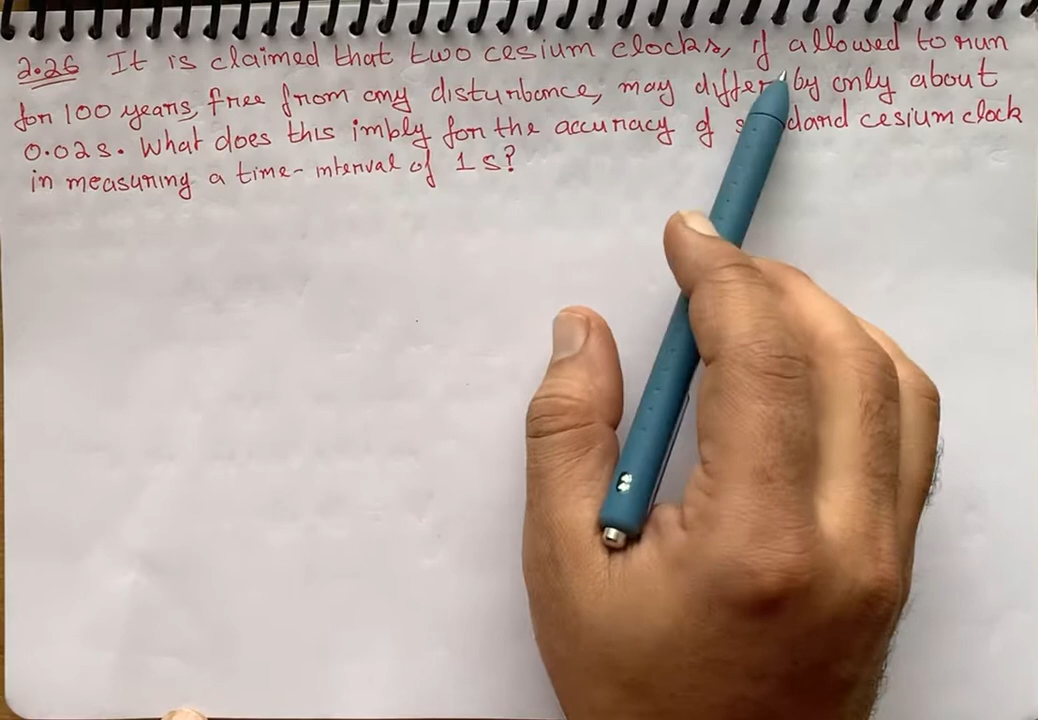 2.26 It is claimed that two cesium clocks, if allowed to run
for 100 years, free from any disturbance, may differ by only about
0.02 s. What does this imply for the accuracy of cesium clock
in measuring a time-interval of 1 s?